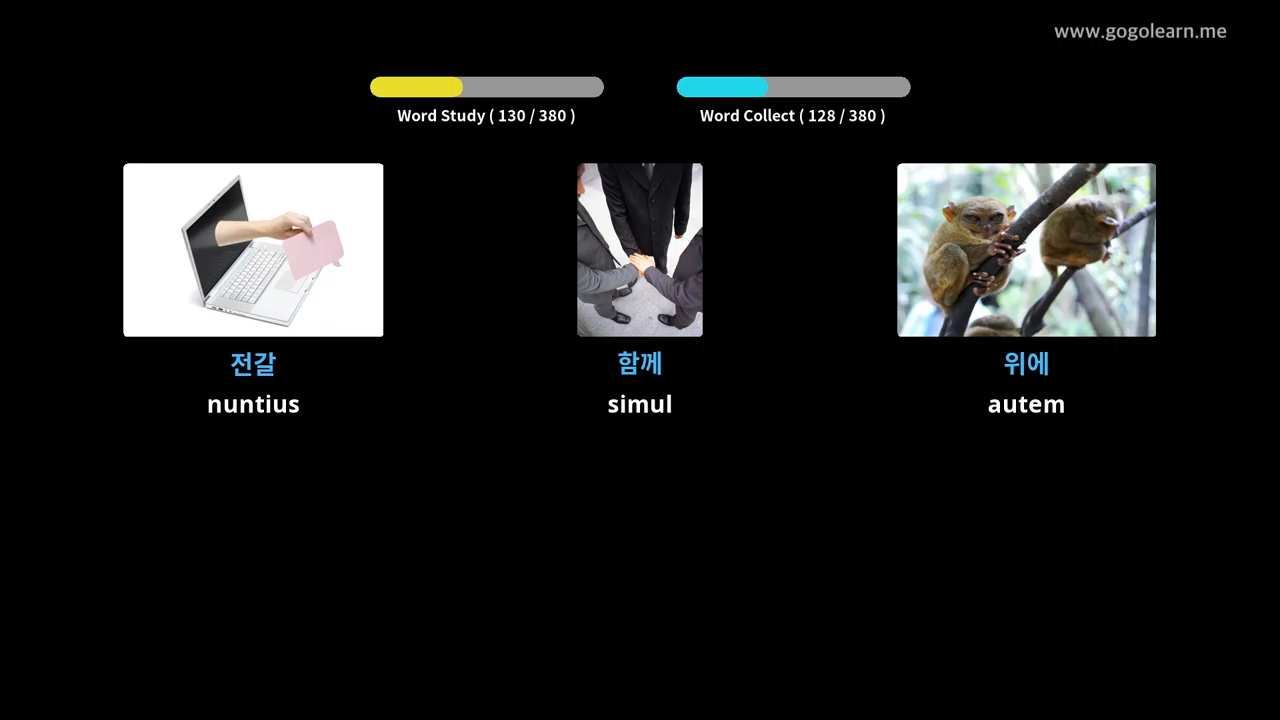 www.gogolearn.me
Word Study ( 130 / 380 )
Word Collect ( 128 / 380 )
전갈
함께
위에
nuntius
simul
autem